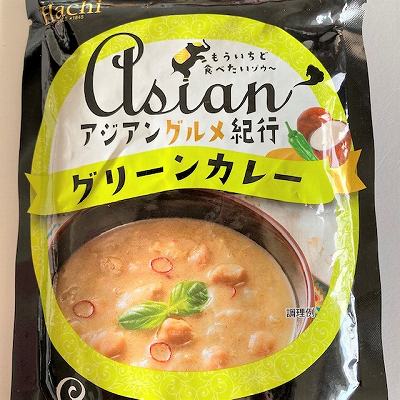 Hachi
もういちど
食べたいゾウ〜
asian
アジアングルメ紀行
グリーンカレー
調理例